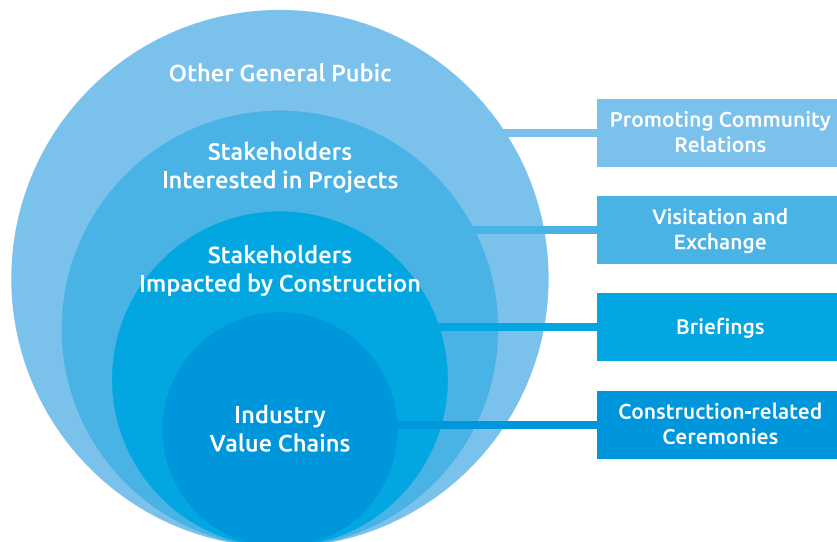 Other General Pubic
Stakeholders
Interested in Projects
Stakeholders
Impacted by Construction
Industry
Value Chains
Promoting Community
Relations
Visitation and
Exchange
Briefings
Construction-related
Ceremonies